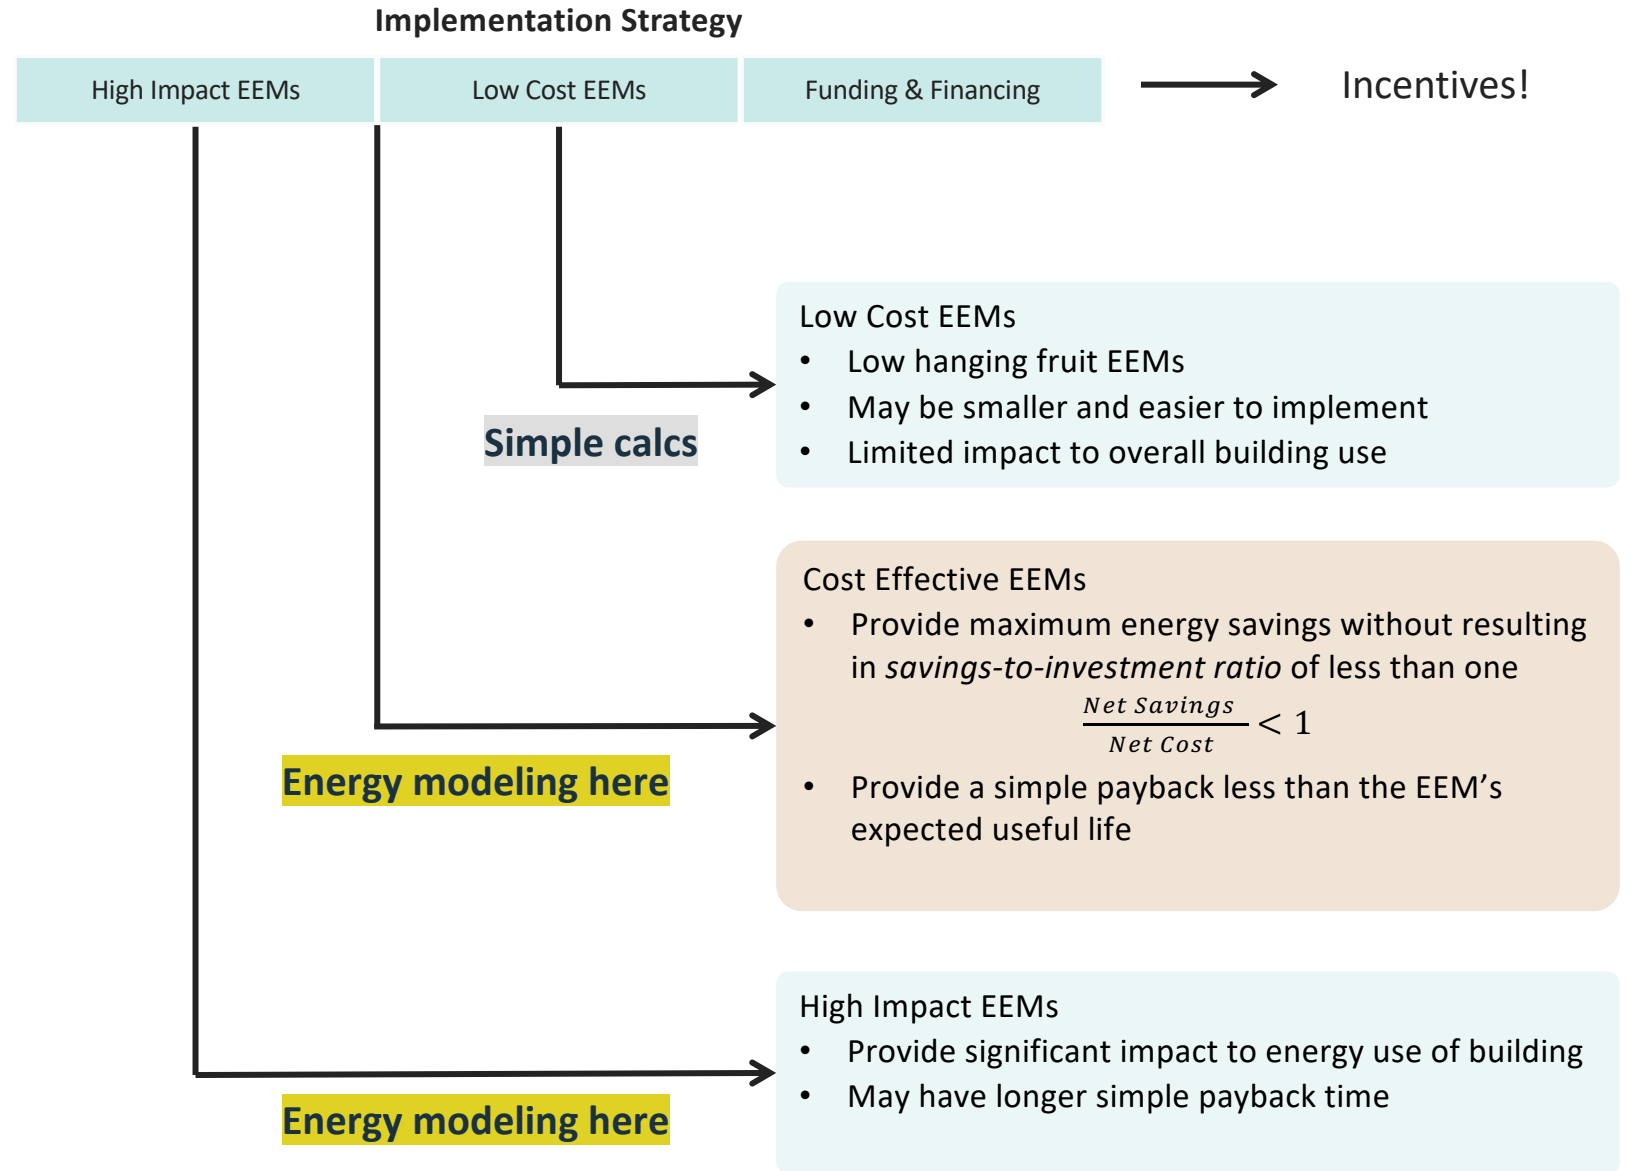 Implementation Strategy
High Impact EEMs
Low Cost EEMs
Funding & Financing
Incentives!
Low Cost EEMs
• Low hanging fruit EEMs
• May be smaller and easier to implement
• Limited impact to overall building use
Simple calcs
Cost Effective EEMs
• Provide maximum energy savings without resulting
in savings-to-investment ratio of less than one
Net Savings
Net Cost
< 1
• Provide a simple payback less than the EEM’s
expected useful life
Energy modeling here
High Impact EEMs
• Provide significant impact to energy use of building
• May have longer simple payback time
Energy modeling here